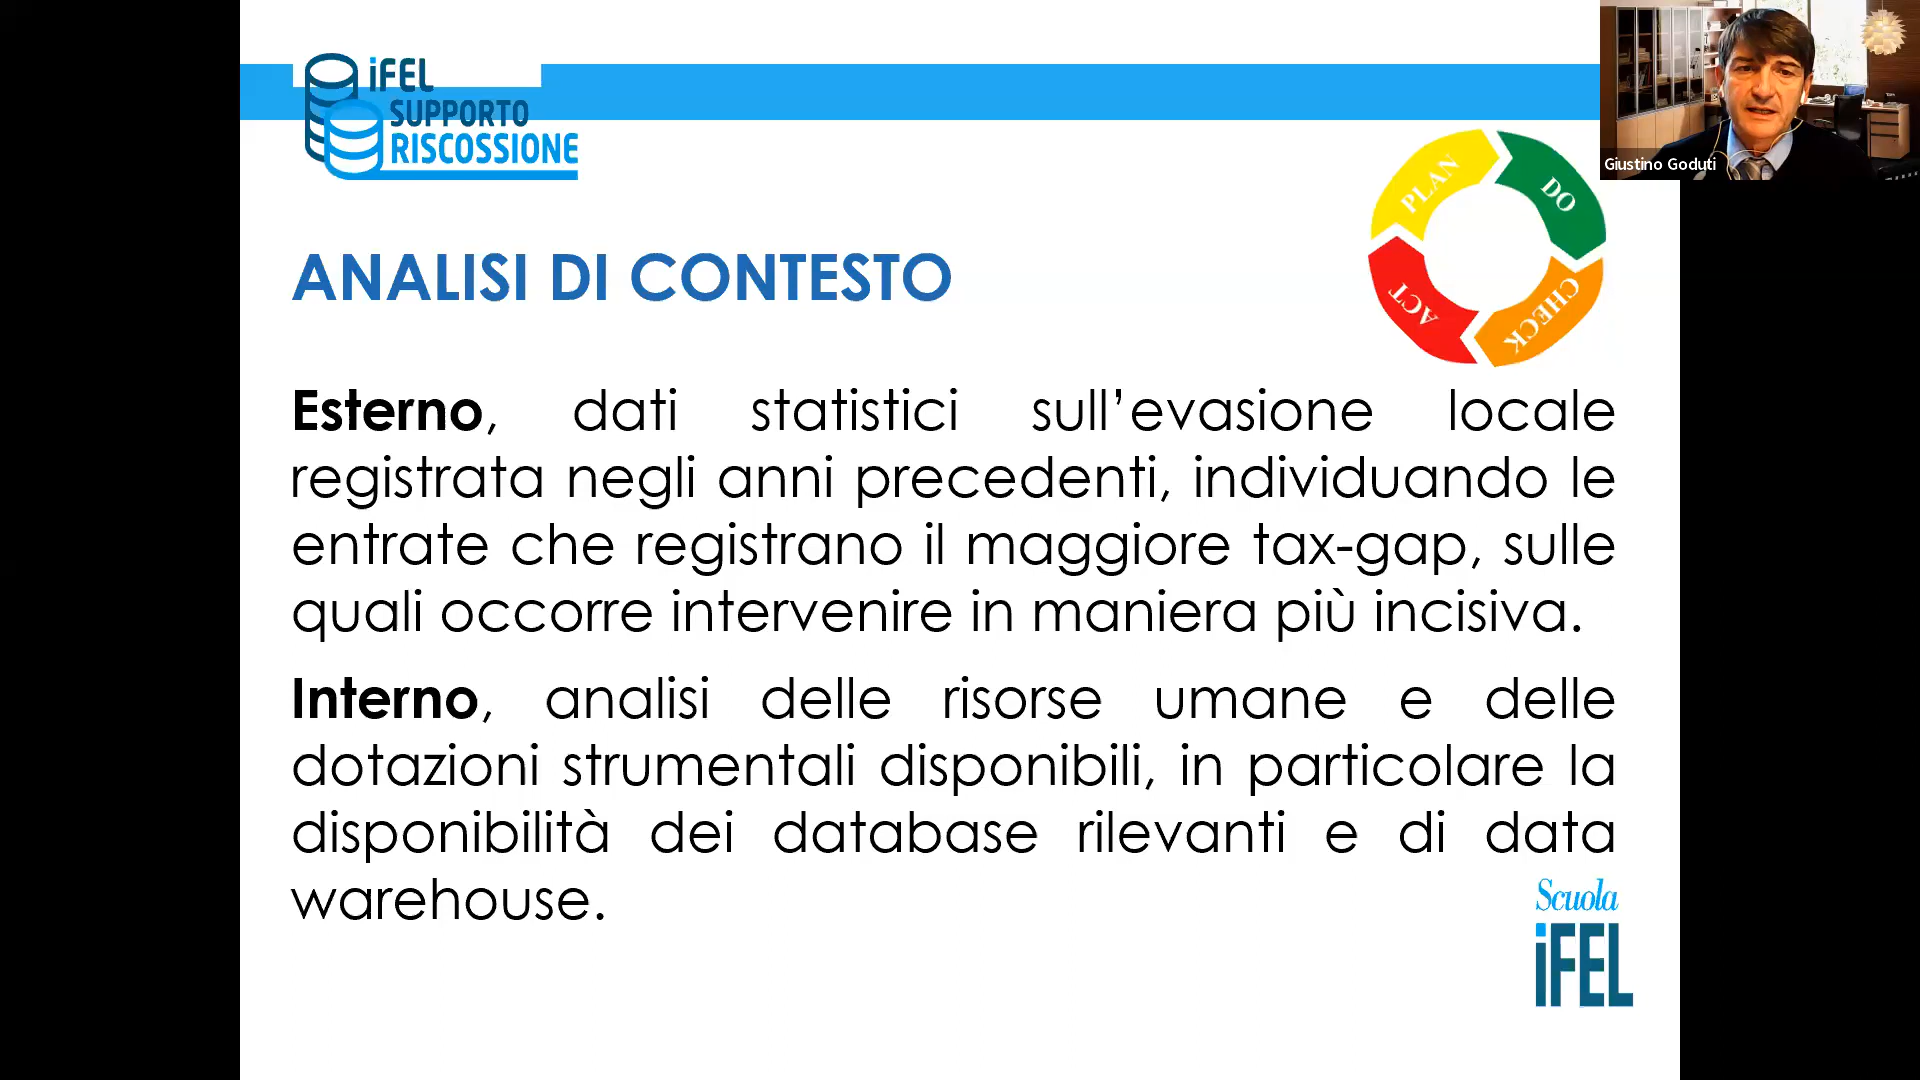 iFEL
SUPPORTO
RISCOSSIONE
Giustino Goduti
PLAN
DO
CHECK
ACT
ANALISI DI CONTESTO
Esterno, dati statistici sull’evasione locale
registrata negli anni precedenti, individuando le
entrate che registrano il maggiore tax-gap, sulle
quali occorre intervenire in maniera più incisiva.
Interno, analisi delle risorse umane e delle
dotazioni strumentali disponibili, in particolare la
disponibilità dei database rilevanti e di data
warehouse.
Scuola
iFEL